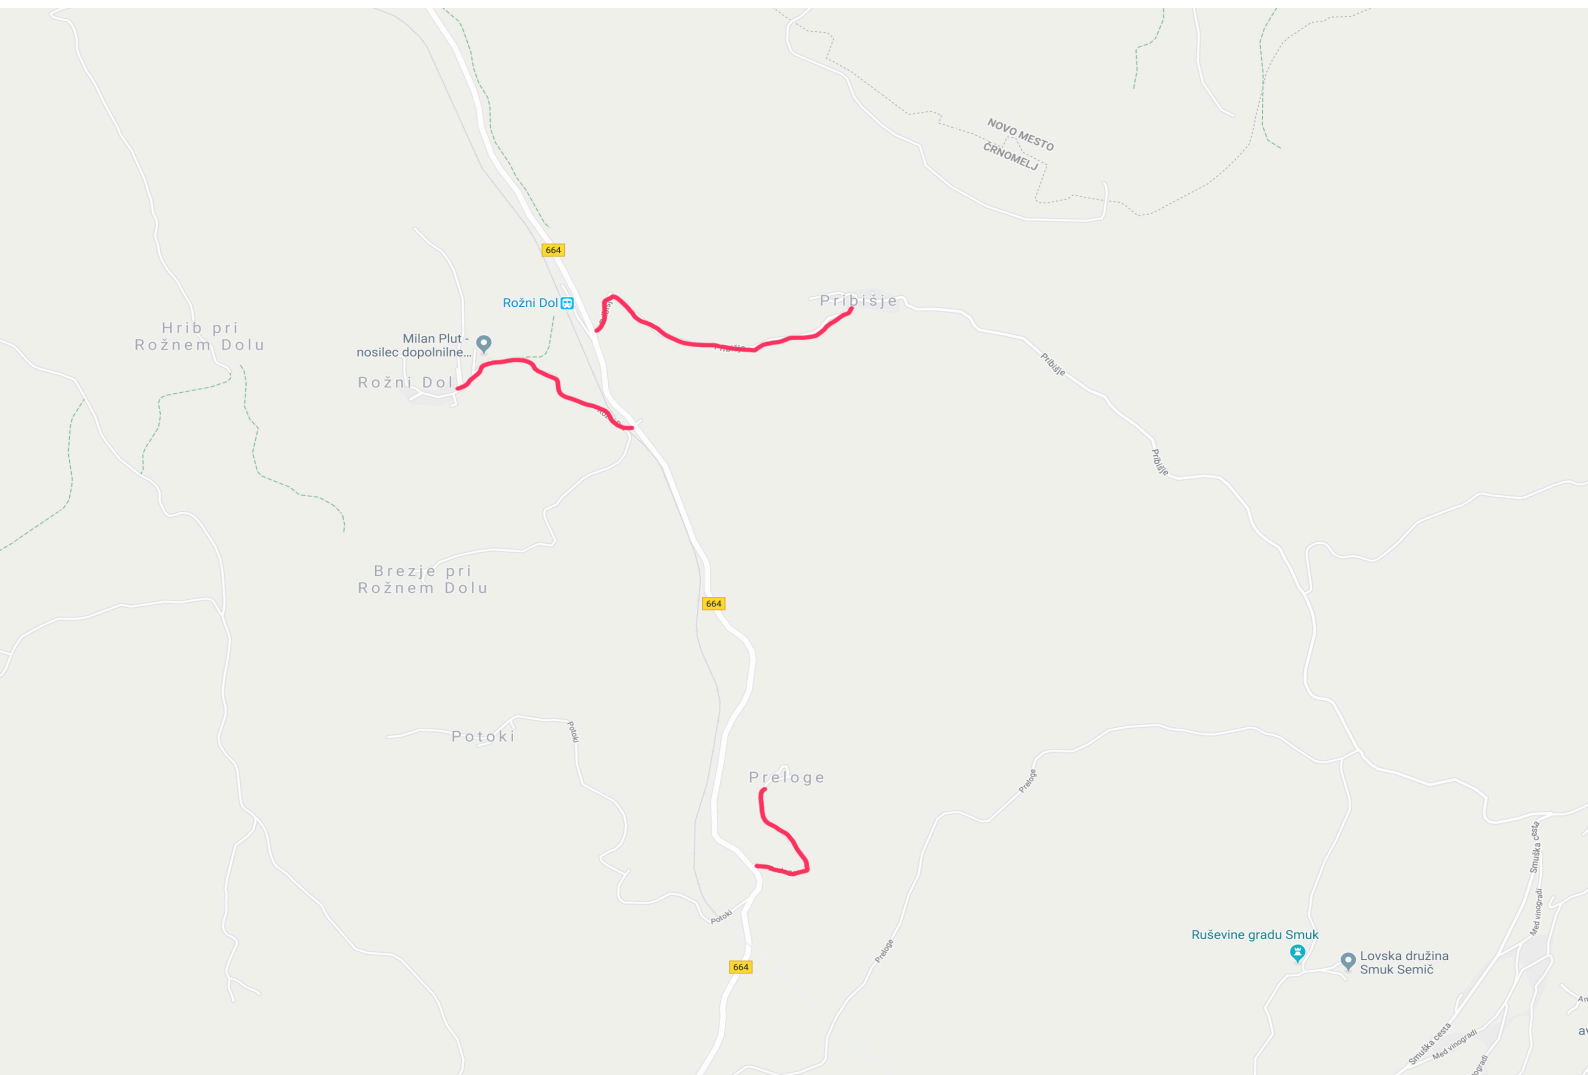 NOVO MESTO
ČRNOMELJ
664
Rožni Dol
Pribišje
Hrib pri
Rožnem Dolu
Milan Plut -
nosilec dopolnilne...
Pribišje
Rožni Dol
Pribišje
Brezje pri
Rožnem Dolu
664
Potoki
Potoki
Preloge
Preloge
Smuška cesta
Med vinogradi
Potoki
Preloge
Ruševine gradu Smuk
Lovska družina
Smuk Semič
664
Smuška cesta
Med vinogradi